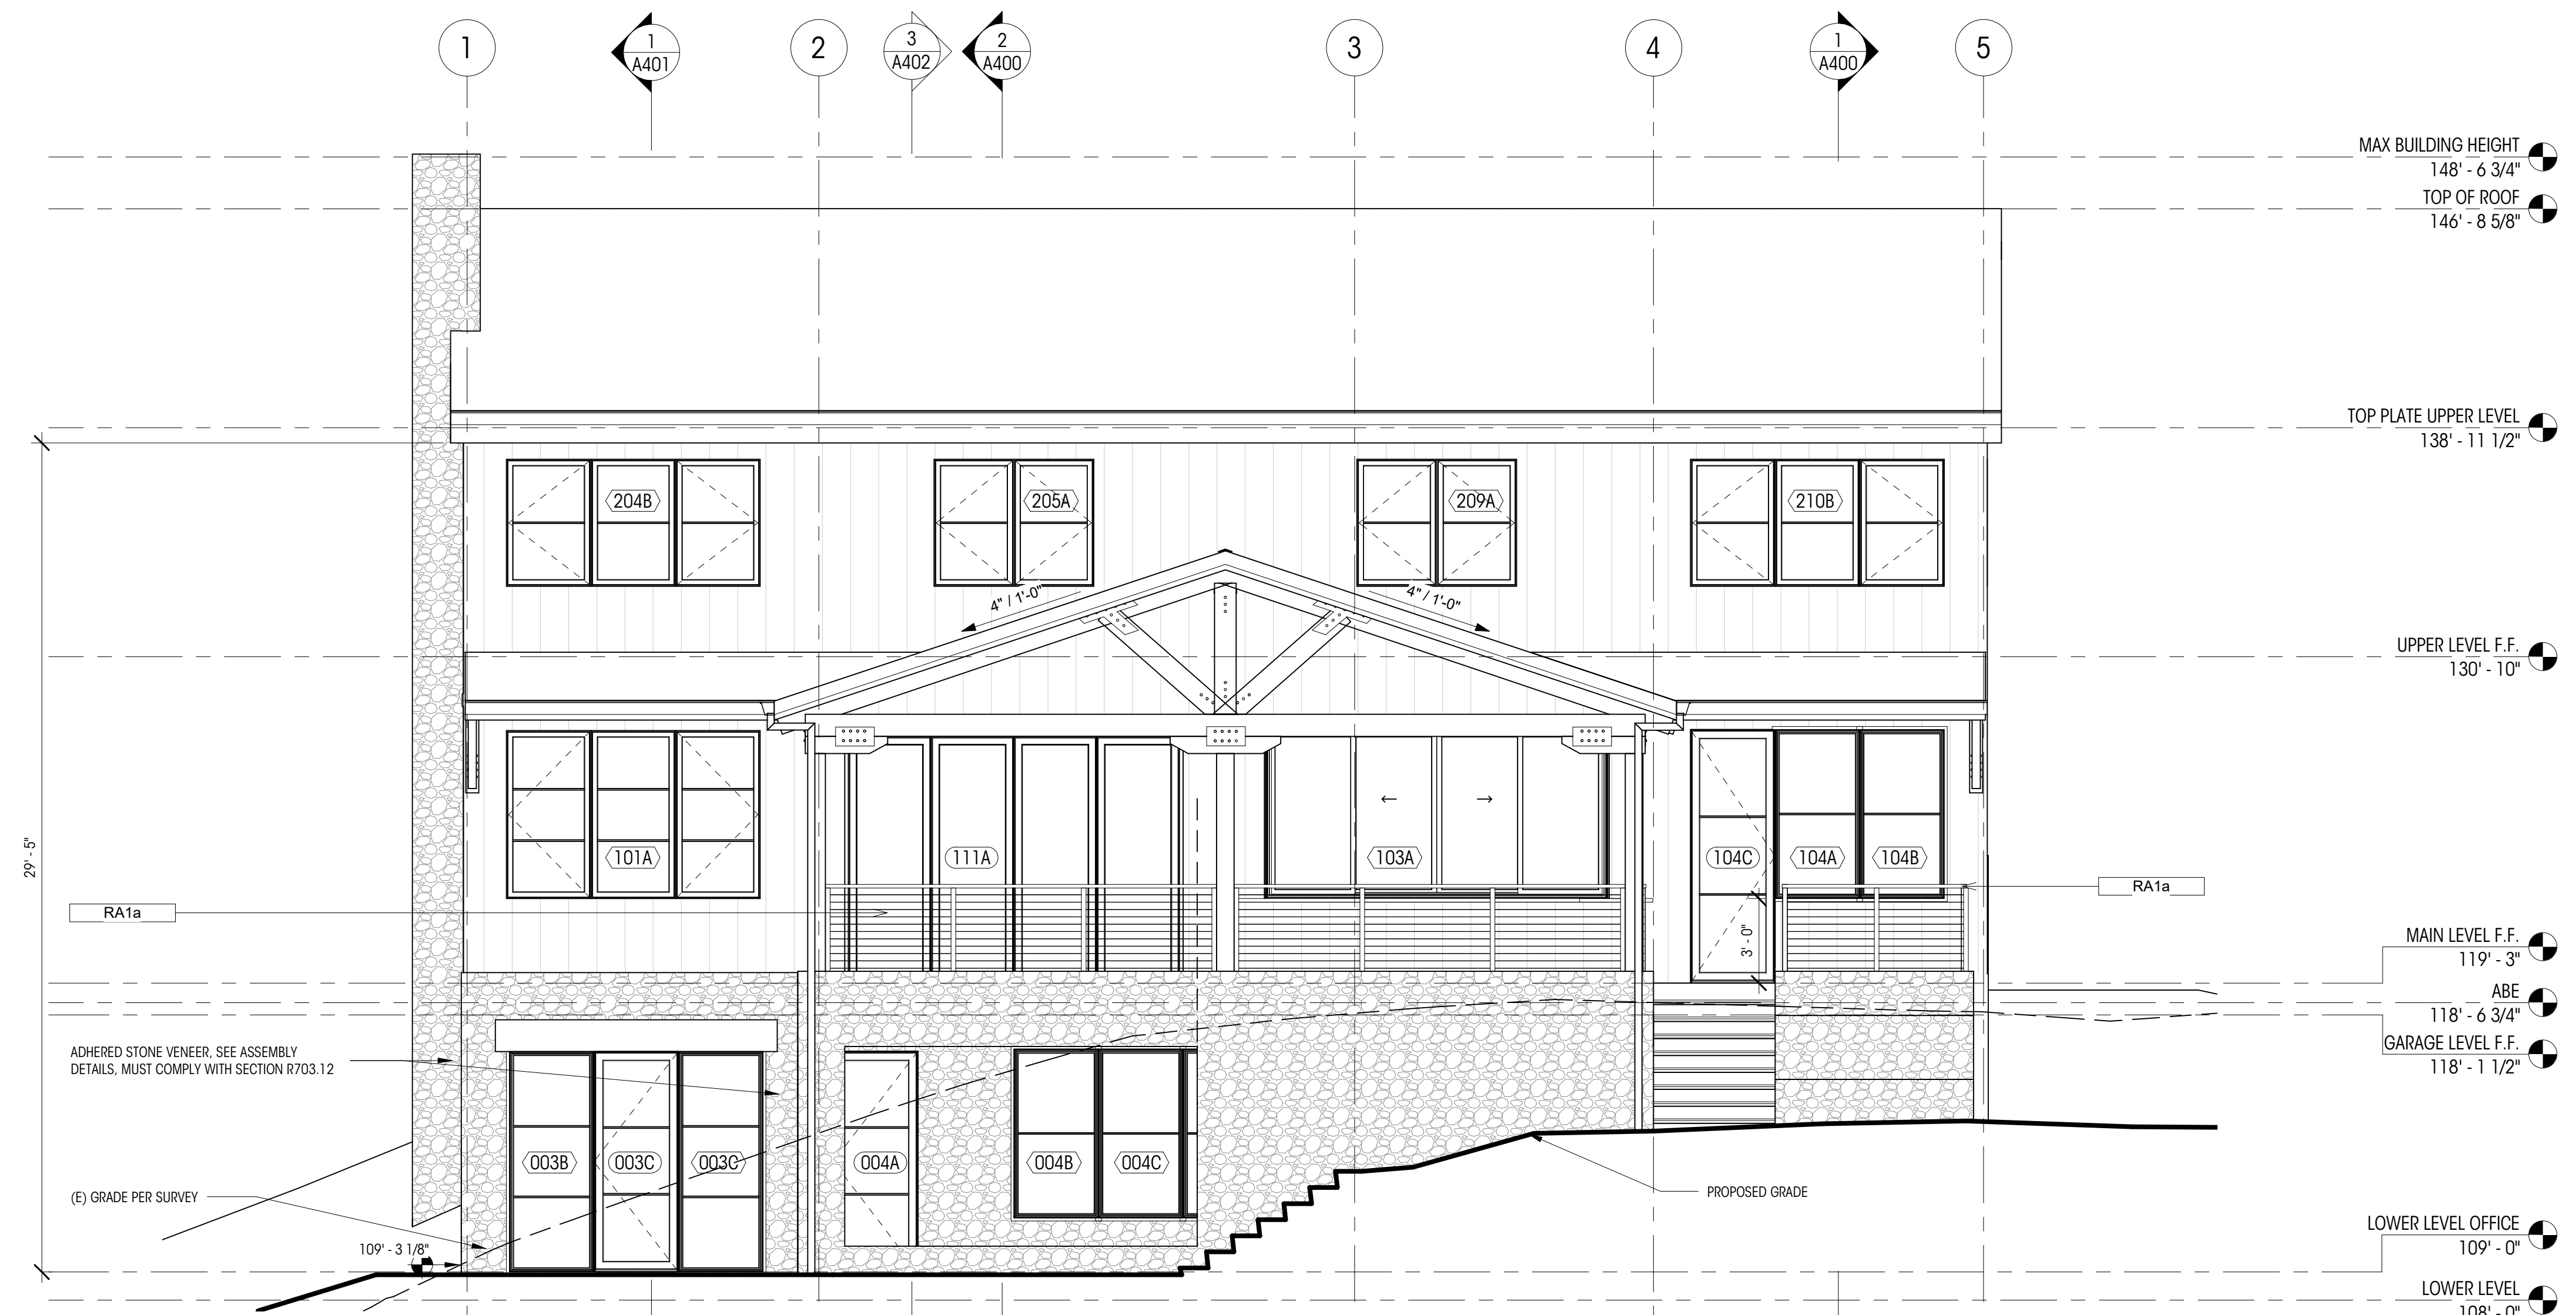 1
1
A401
2
3
A402
2
A400
3
4
1
A400
5
MAX BUILDING HEIGHT
148' - 6 3/4"
TOP OF ROOF
146' - 8 5/8"
TOP PLATE UPPER LEVEL
138' - 11 1/2"
204B
205A
209A
210B
4" / 1'-0"
4" / 1'-0"
UPPER LEVEL F.F.
130' - 10"
29' - 5"
101A
111A
103A
104C
104A
104B
RA1a
RA1a
3' - 0"
MAIN LEVEL F.F.
119' - 3"
ABE
118' - 6 3/4"
GARAGE LEVEL F.F.
118' - 1 1/2"
ADHERED STONE VENEER, SEE ASSEMBLY
DETAILS, MUST COMPLY WITH SECTION R703.12
003B
003C
003C
004A
004B
004C
(E) GRADE PER SURVEY
PROPOSED GRADE
109' - 3 1/8"
LOWER LEVEL OFFICE
109' - 0"
LOWER LEVEL
108' - 0"